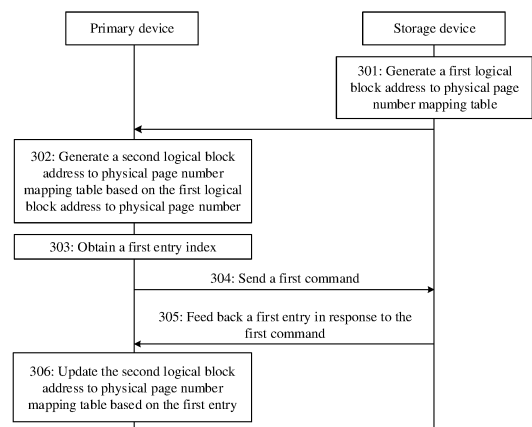 Primary device
Storage device
301: Generate a first logical
block address to physical page
number mapping table
302: Generate a second logical block
address to physical page number
mapping table based on the first logical
block address to physical page number
303: Obtain a first entry index
304: Send a first command
305: Feed back a first entry in response to the
first command
306: Update the second logical block
address to physical page number
mapping table based on the first entry